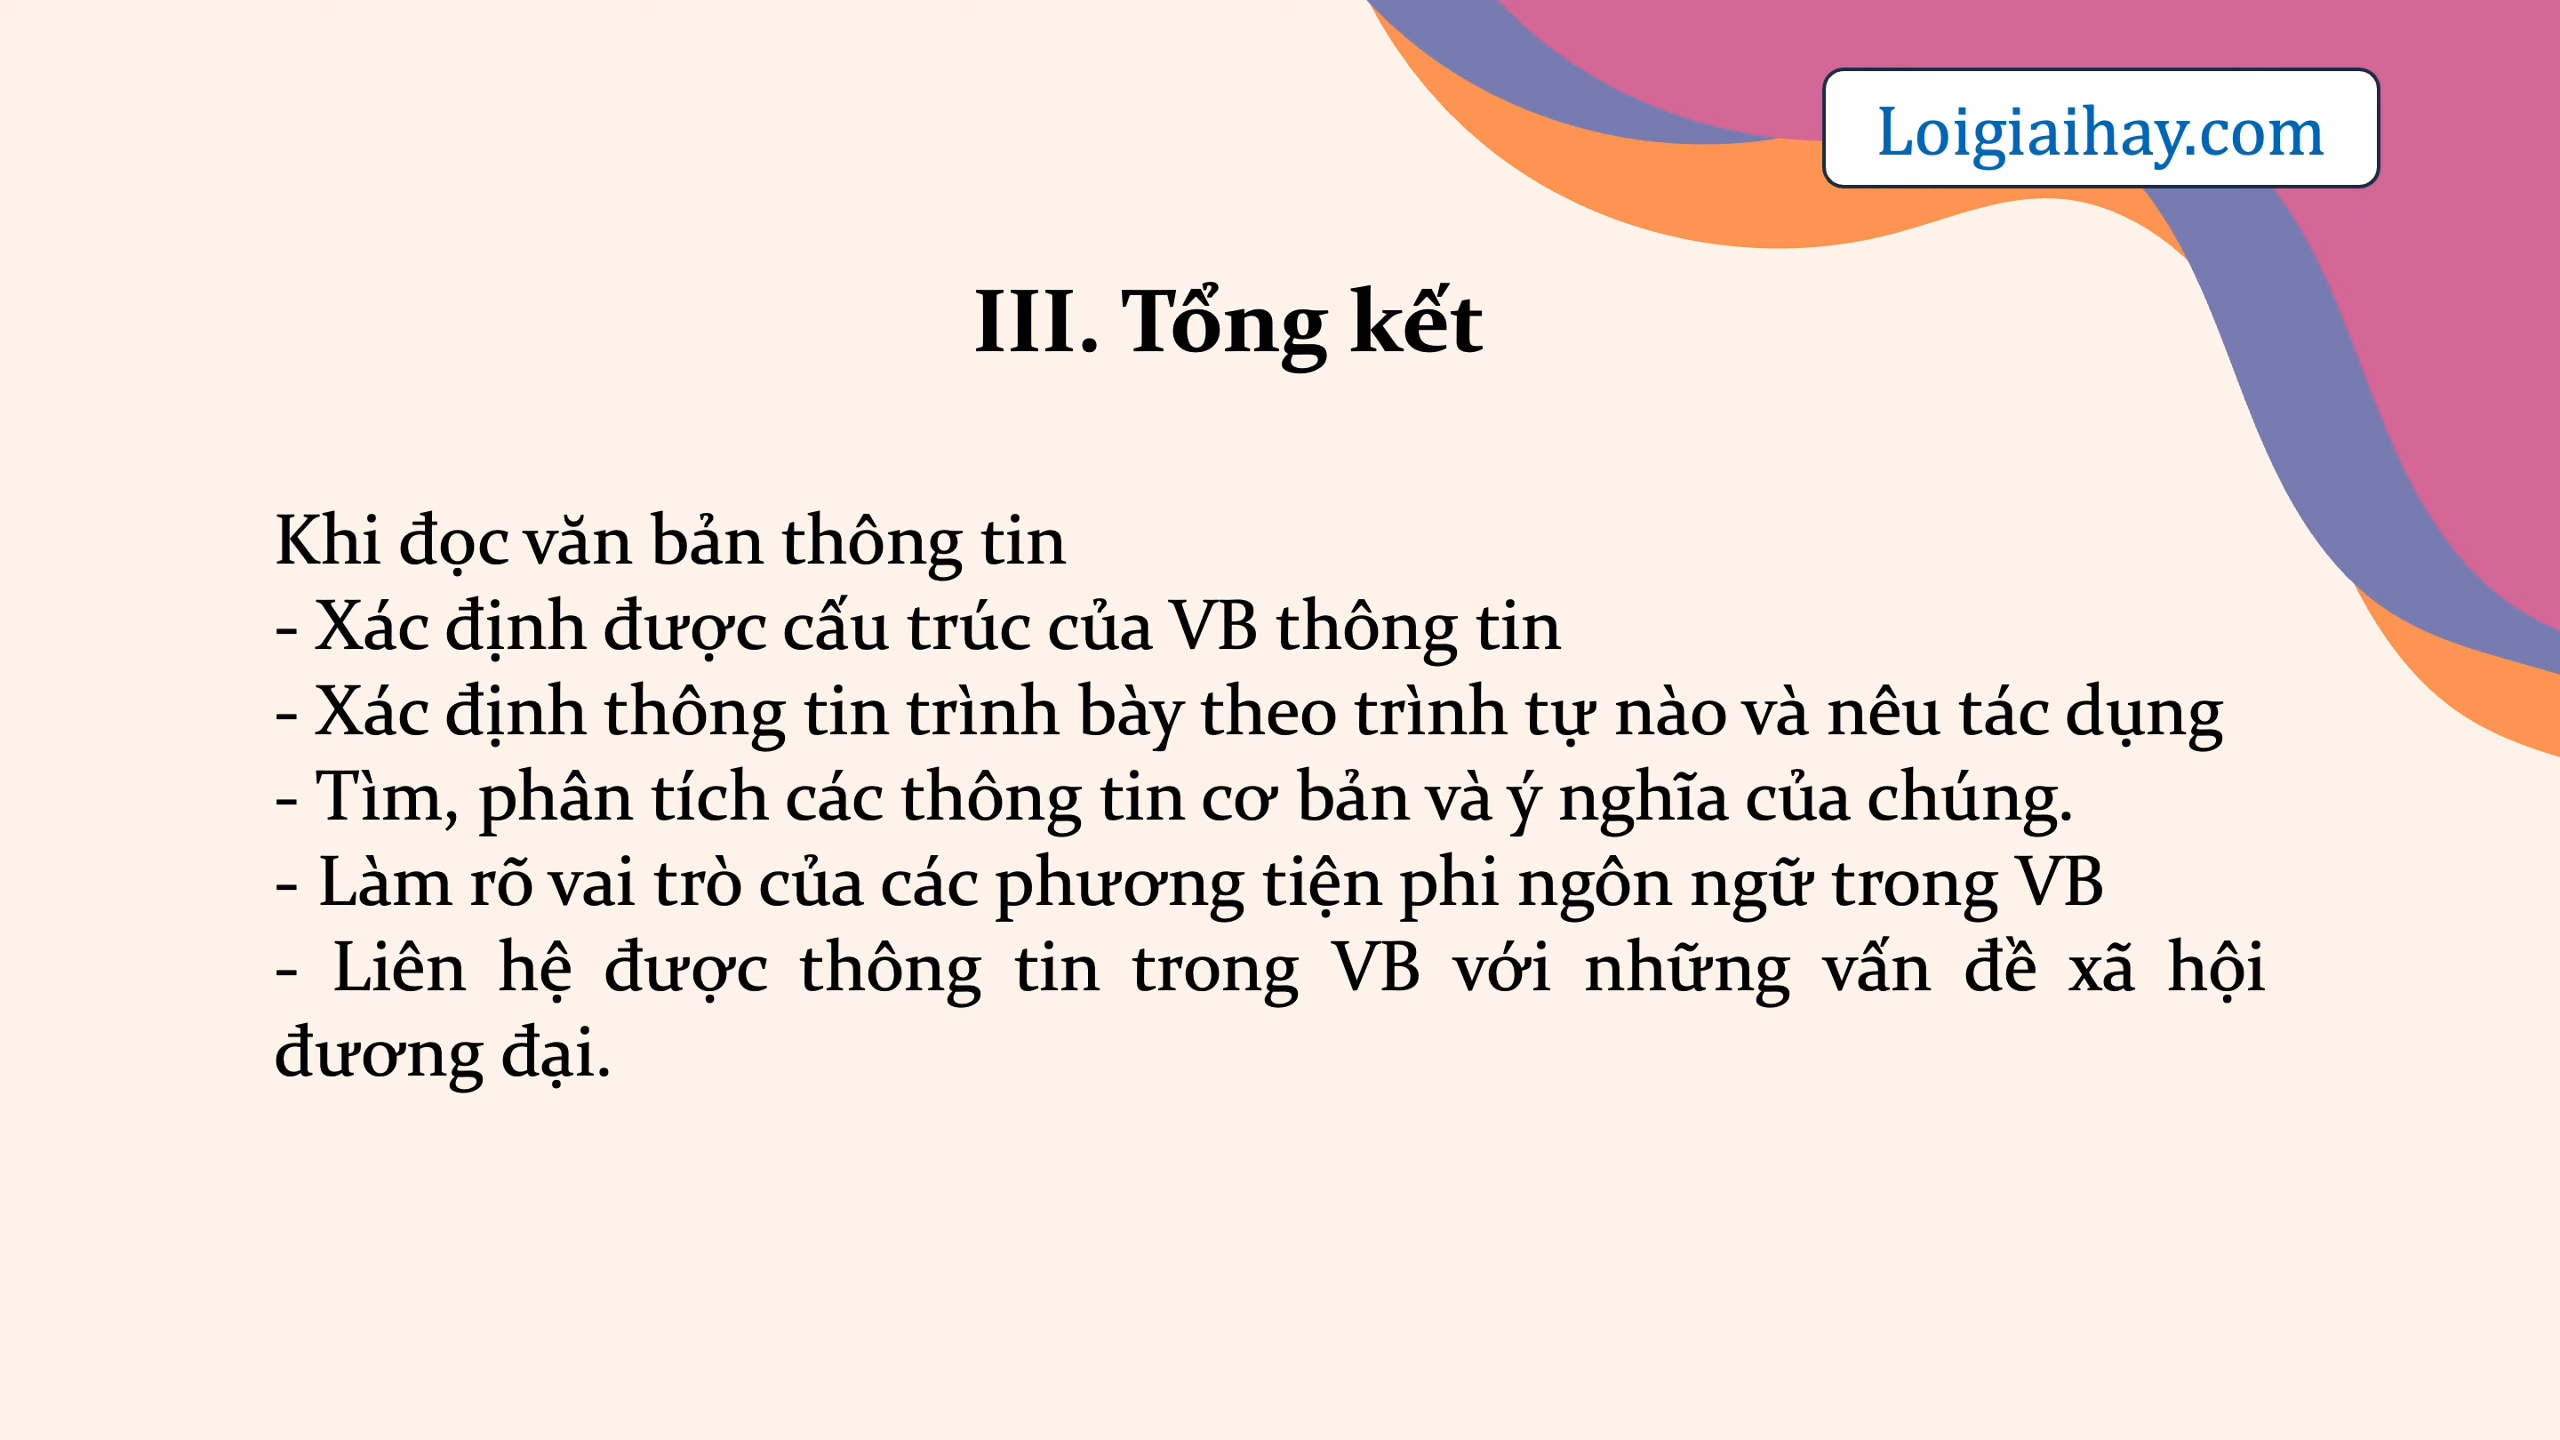 Loigiaihay.com
III. Tổng kết
Khi đọc văn bản thông tin
- Xác định được cấu trúc của VB thông tin
- Xác định thông tin trình bày theo trình tự nào và nêu tác dụng
- Tìm, phân tích các thông tin cơ bản và ý nghĩa của chúng.
- Làm rõ vai trò của các phương tiện phi ngôn ngữ trong VB
- Liên hệ được thông tin trong VB với những vấn đề xã hội
đương đại.